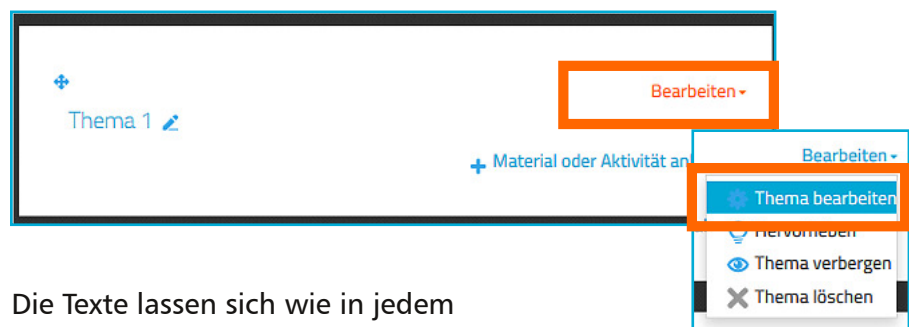 Bearbeiten
Thema 1
Material oder Aktivität
Bearbeiten
Thema bearbeiten
Hervorheben
Thema verbergen
Thema löschen
Die Texte lassen sich wie in jedem